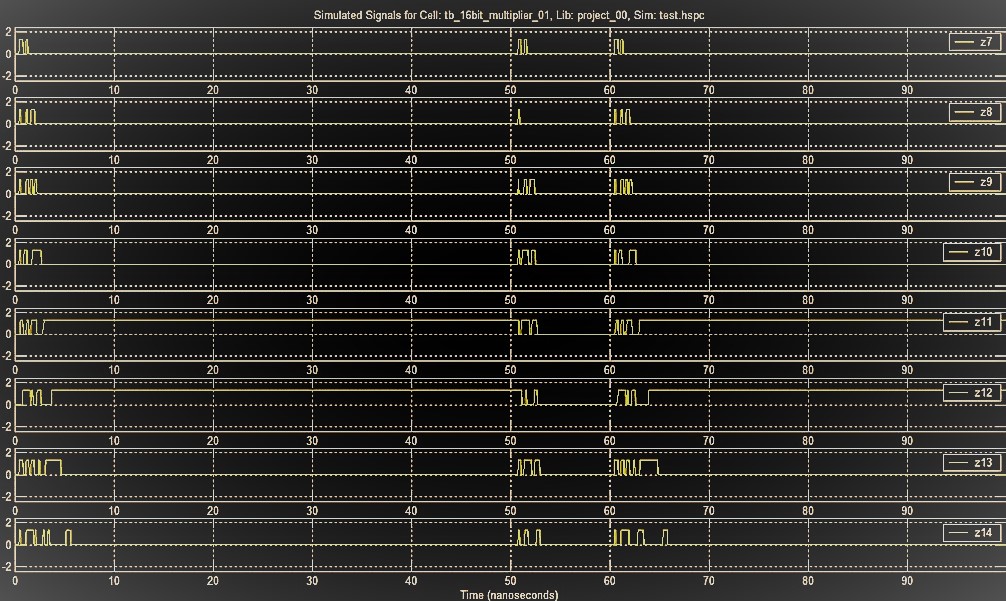 Simulated Signals for Cell: tb_16bit_multiplier_01, Lib: project_00, Sim: test.hspc
2
0
-2
z7
0 10 20 30 40 50 60 70 80 90
2
0
-2
z8
0 10 20 30 40 50 60 70 80 90
2
0
-2
z9
0 10 20 30 40 50 60 70 80 90
2
0
-2
z10
0 10 20 30 40 50 60 70 80 90
2
0
-2
z11
0 10 20 30 40 50 60 70 80 90
2
0
-2
z12
0 10 20 30 40 50 60 70 80 90
2
0
-2
z13
0 10 20 30 40 50 60 70 80 90
2
0
-2
z14
0 10 20 30 40 50 60 70 80 90
Time (nanoseconds)